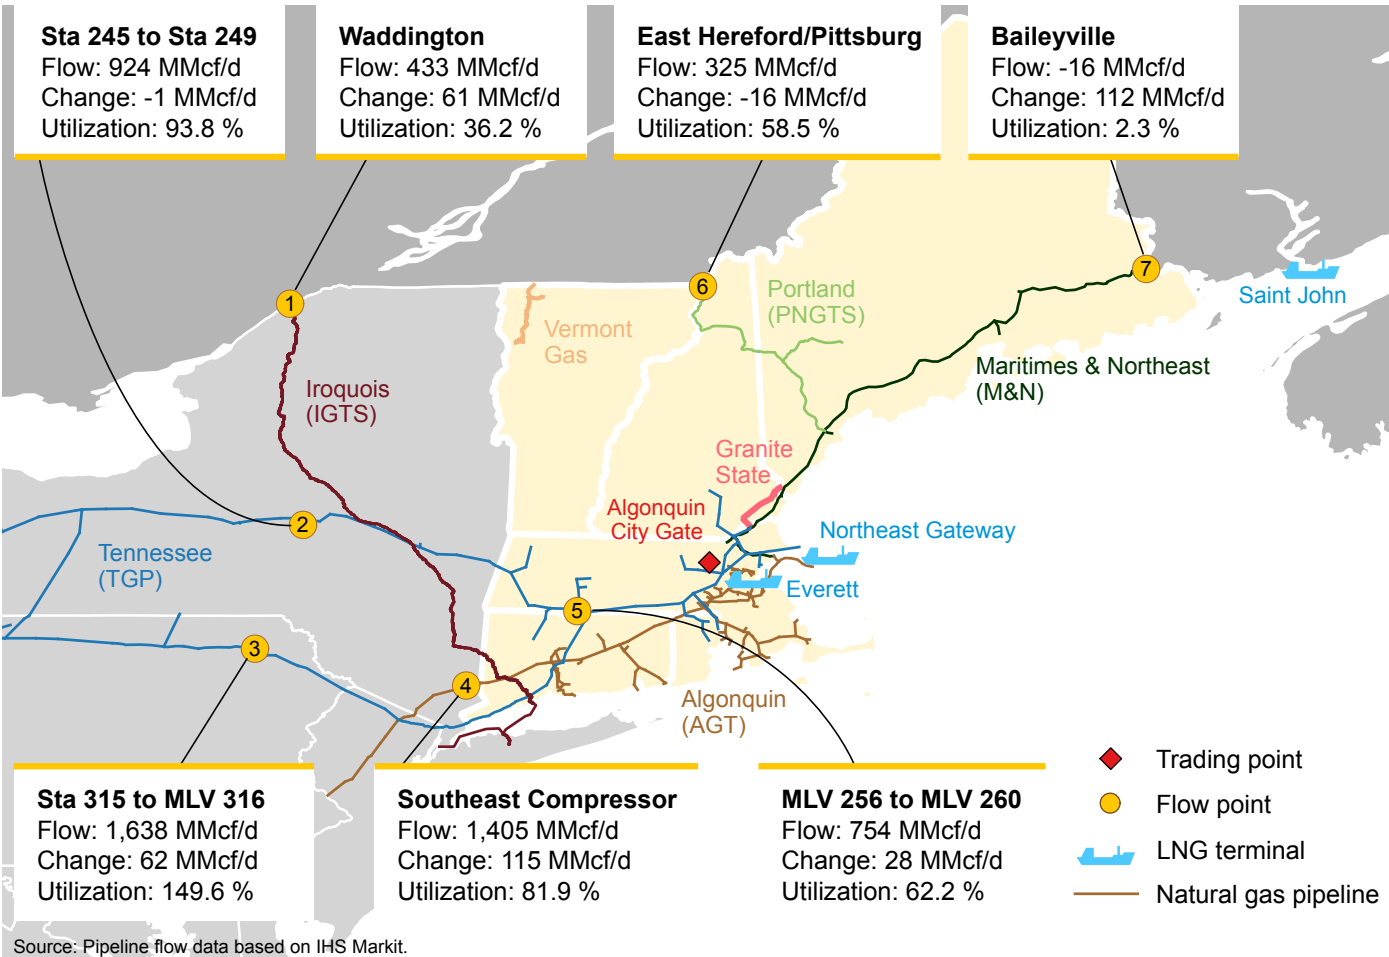 Sta 245 to Sta 249
Flow: 924 MMcf/d
Change: -1 MMcf/d
Utilization: 93.8 %
Waddington
Flow: 433 MMcf/d
Change: 61 MMcf/d
Utilization: 36.2 %
East Hereford/Pittsburg
Flow: 325 MMcf/d
Change: -16 MMcf/d
Utilization: 58.5 %
Baileyville
Flow: -16 MMcf/d
Change: 112 MMcf/d
Utilization: 2.3 %
1
6
7
Saint John
Portland
(PNGTS)
Vermont
Gas
Maritimes & Northeast
(M&N)
Iroquois
(IGTS)
Granite
State
Algonquin
City Gate
2
Northeast Gateway
Tennessee
(TGP)
Everett
5
3
4
Algonquin
(AGT)
Sta 315 to MLV 316
Flow: 1,638 MMcf/d
Change: 62 MMcf/d
Utilization: 149.6 %
Southeast Compressor
Flow: 1,405 MMcf/d
Change: 115 MMcf/d
Utilization: 81.9 %
MLV 256 to MLV 260
Flow: 754 MMcf/d
Change: 28 MMcf/d
Utilization: 62.2 %
Trading point
Flow point
LNG terminal
Natural gas pipeline
Source: Pipeline flow data based on IHS Markit.